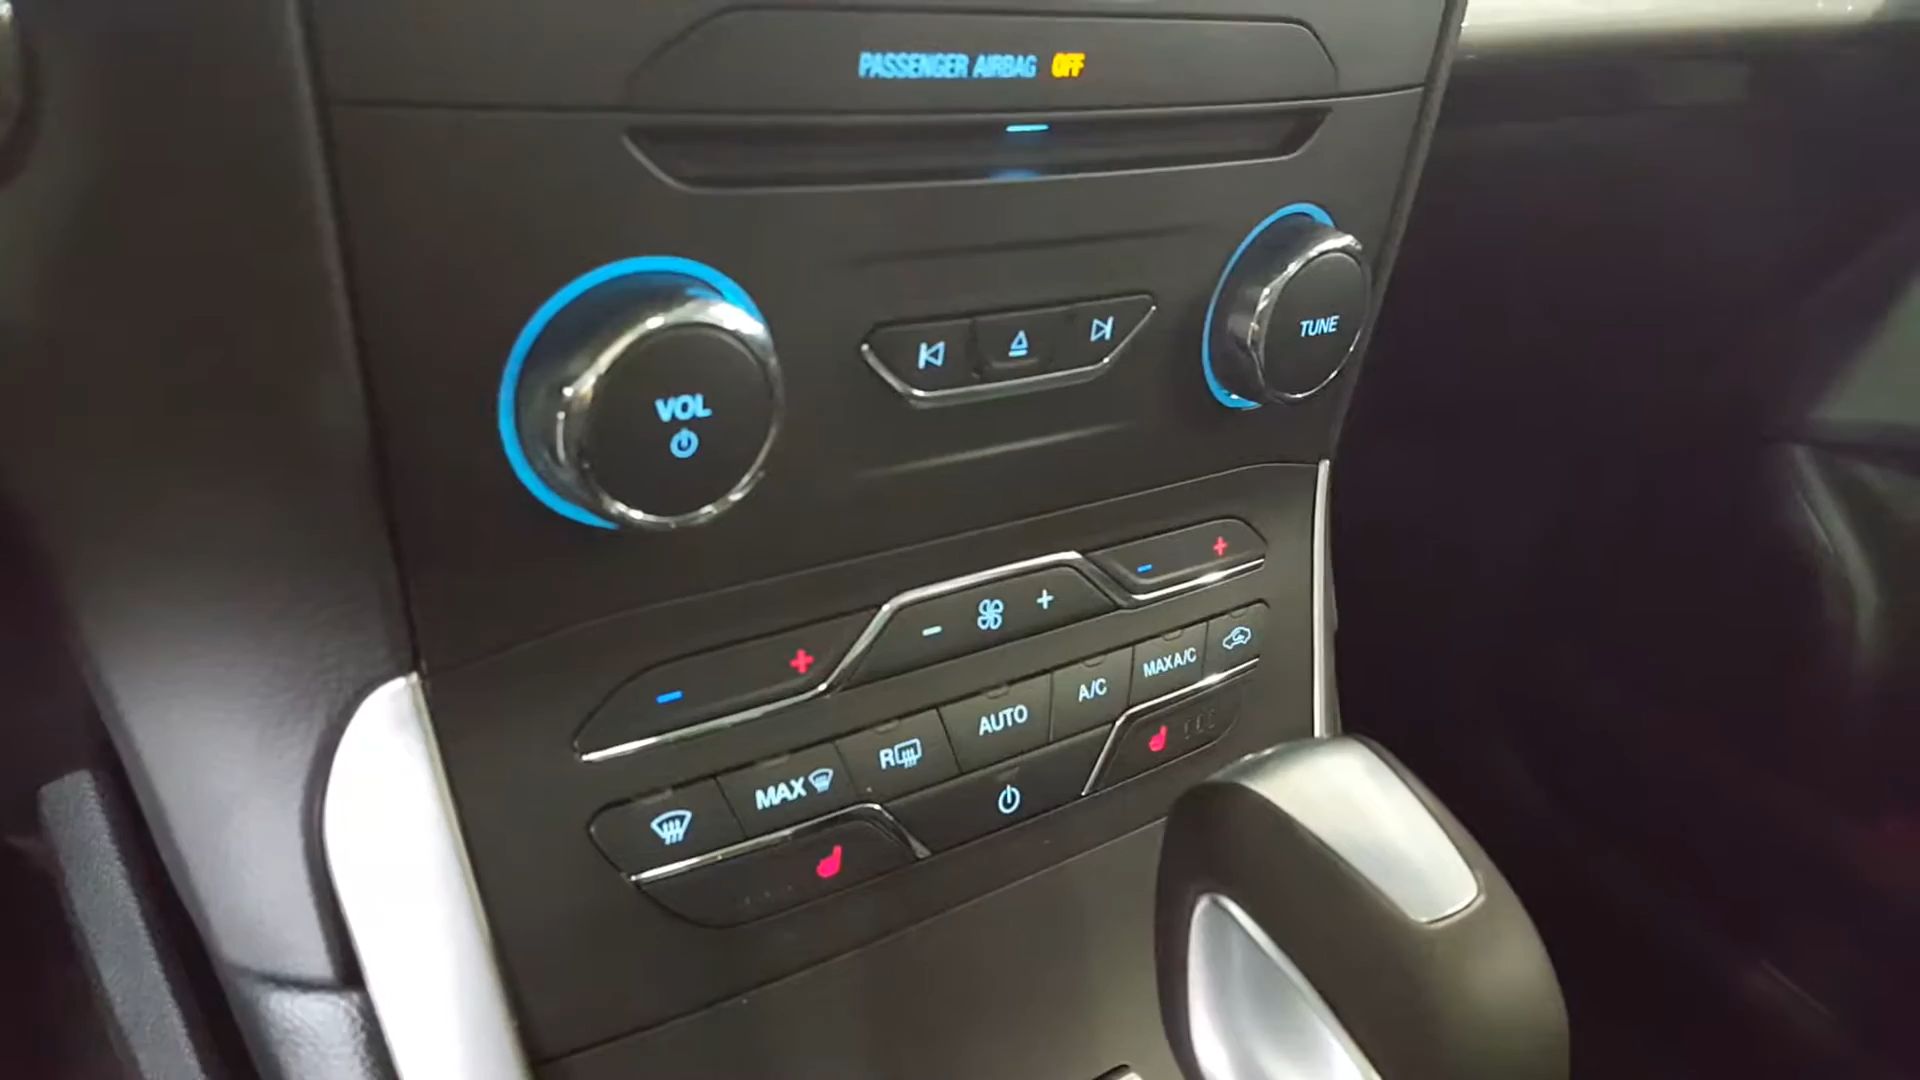 PASSENGER AIRBAG OFF
VOL
TUNE
- +
- +
- +
MAX
R
AUTO
A/C
MAX A/C